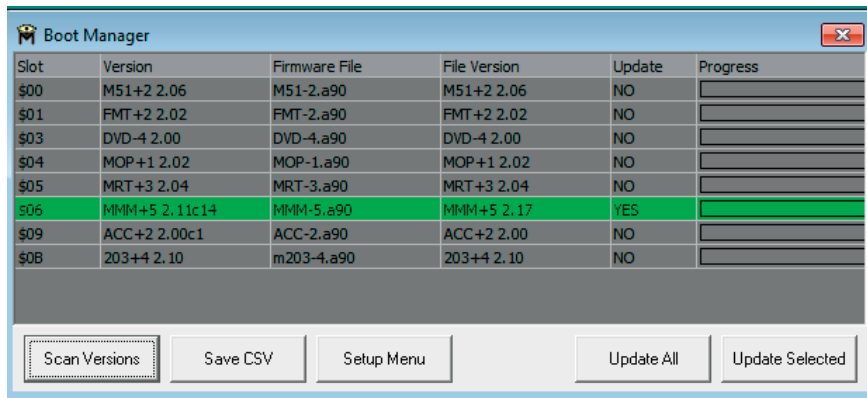 Boot Manager
Slot Version Firmware File File Version Update Progress
$00 M51+2 2.06 M51-2.a90 M51+2 2.06 NO
$01 FMT+2 2.02 FMT-2.a90 FMT+2 2.02 NO
$03 DVD-4 2.00 DVD-4.a90 DVD-4 2.00 NO
$04 MOP+1 2.02 MOP-1.a90 MOP+1 2.02 NO
$05 MRT+3 2.04 MRT-3.a90 MRT+3 2.04 NO
$06 MMM+5 2.11c14 MMM-5.a90 MMM+5 2.17 YES
$09 ACC+2 2.00c1 ACC-2.a90 ACC+2 2.00 NO
$0B 203+4 2.10 m203-4.a90 203+4 2.10 NO
Scan Versions Save CSV Setup Menu Update All Update Selected